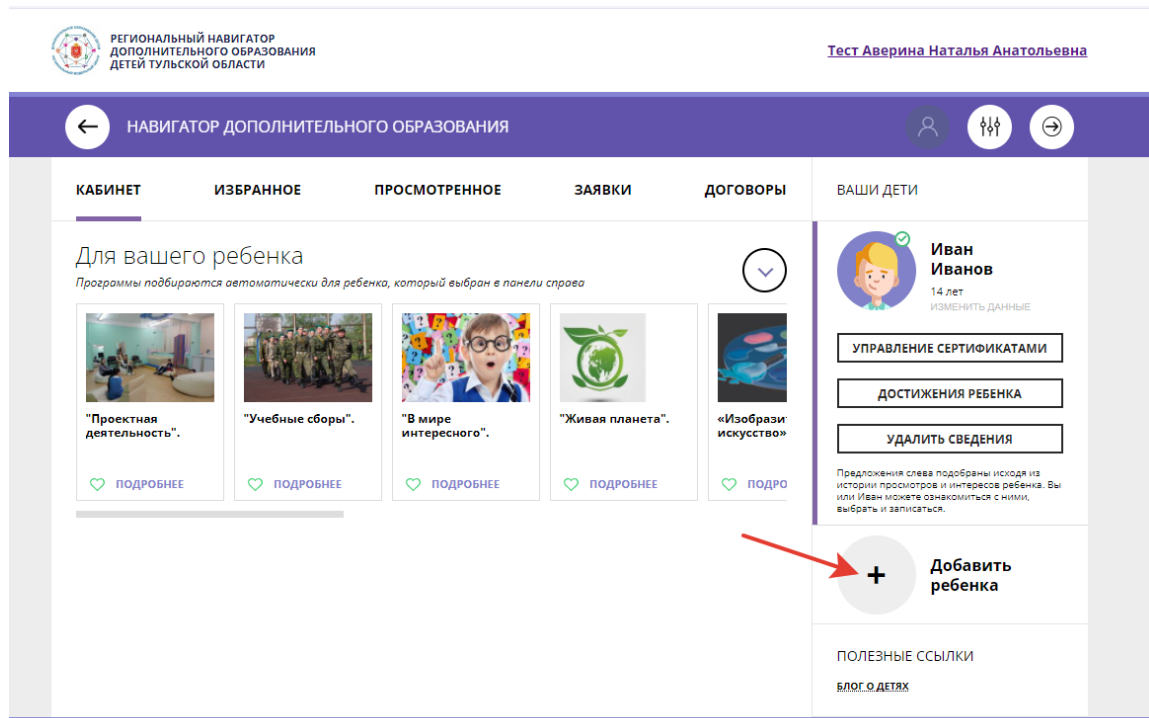 РЕГИОНАЛЬНЫЙ НАВИГАТОР
ДОПОЛНИТЕЛЬНОГО ОБРАЗОВАНИЯ
ДЕТЕЙ ТУЛЬСКОЙ ОБЛАСТИ
Тест Аверина Наталья Анатольевна
НАВИГАТОР ДОПОЛНИТЕЛЬНОГО ОБРАЗОВАНИЯ
КАБИНЕТ ИЗБРАННОЕ ПРОСМОТРЕННОЕ ЗАЯВКИ ДОГОВОРЫ
Для вашего ребенка
Программы подбираются автоматически для ребенка, который выбран в панели справа
"Проектная
деятельность".
ПОДРОБНЕЕ
"Учебные сборы".
ПОДРОБНЕЕ
"В мире
интересного".
ПОДРОБНЕЕ
"Живая планета".
ПОДРОБНЕЕ
«Изобразит
искусство»
ПОДРО
ВАШИ ДЕТИ
Иван
Иванов
14 лет
ИЗМЕНИТЬ ДАННЫЕ
УПРАВЛЕНИЕ СЕРТИФИКАТАМИ
ДОСТИЖЕНИЯ РЕБЕНКА
УДАЛИТЬ СВЕДЕНИЯ
Предложения слева подобраны исходя из
истории просмотров и интересов ребенка. Вы
или Иван можете ознакомиться с ними,
выбрать и записаться.
+
Добавить
ребенка
ПОЛЕЗНЫЕ ССЫЛКИ
БЛОГ О ДЕТЯХ